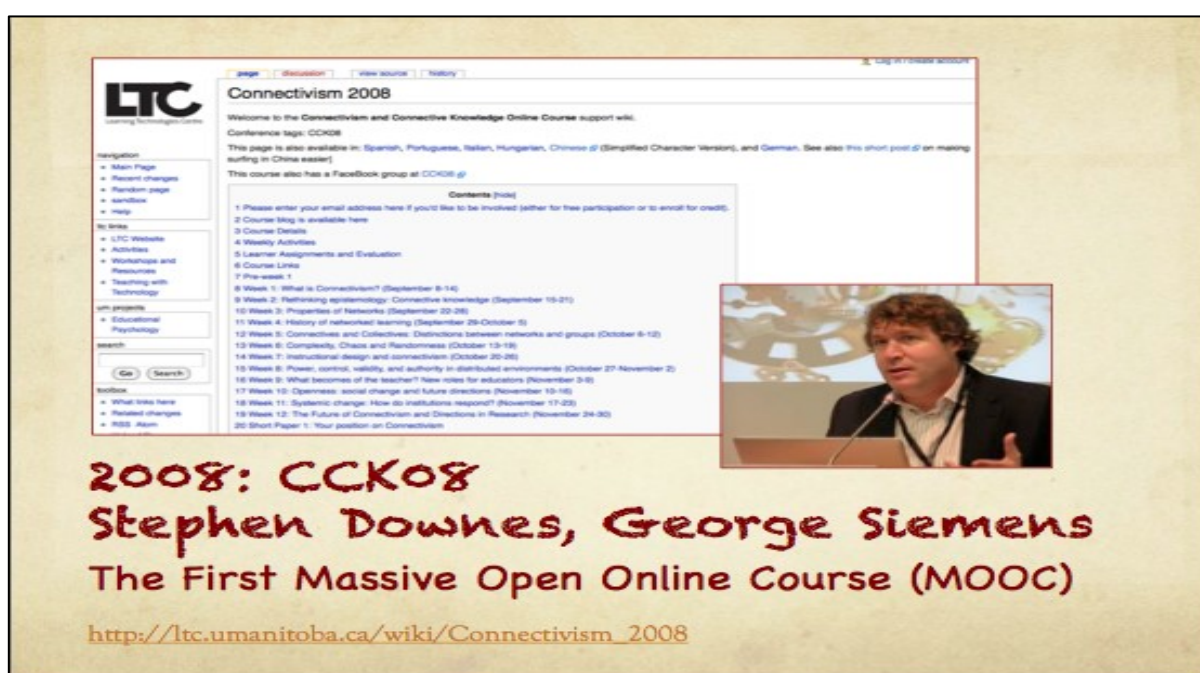 Log in / create account
page discussion view source history
LTC
Learning Technologies Centre
Connectivism 2008
Welcome to the Connectivism and Connective Knowledge Online Course support wiki.
Conference tags: CCK08
This page is also available in: Spanish, Portuguese, Italian, Hungarian, Chinese (Simplified Character Version), and German. See also this short post on making
surfing in China easier]
This course also has a FaceBook group at CCK08
navigation
Main Page
Recent changes
Random page
sandbox
Help
ltc links
LTC Website
Activities
Workshops and
Resources
Teaching with
Technology
um projects
Educational
Psychology
search
Go Search
toolbox
What links here
Related changes
RSS Atom
Contents [hide]
1 Please enter your email address here if you'd like to be involved (either for free participation or to enroll for credit).
2 Course blog is available here
3 Course Details
4 Weekly Activities
5 Learner Assignments and Evaluation
6 Course Links
7 Pre-week 1
8 Week 1: What is Connectivism? (September 8-14)
9 Week 2: Rethinking epistemology: Connective knowledge (September 15-21)
10 Week 3: Properties of Networks (September 22-28)
11 Week 4: History of networked learning (September 29-October 5)
12 Week 5: Connectives and Collectives: Distinctions between networks and groups (October 6-12)
13 Week 6: Complexity, Chaos and Randomness (October 13-19)
14 Week 7: Instructional design and connectivism (October 20-26)
15 Week 8: Power, control, validity, and authority in distributed environments (October 27-November 2)
16 Week 9: What becomes of the teacher? New roles for educators (November 3-9)
17 Week 10: Openness: social change and future directions (November 10-16)
18 Week 11: Systemic change: How do institutions respond? (November 17-23)
19 Week 12: The Future of Connectivism and Directions in Research (November 24-30)
20 Short Paper 1: Your position on Connectivism
2008: CCK08
Stephen Downes, George Siemens
The First Massive Open Online Course (MOOC)
http://ltc.umanitoba.ca/wiki/Connectivism_2008